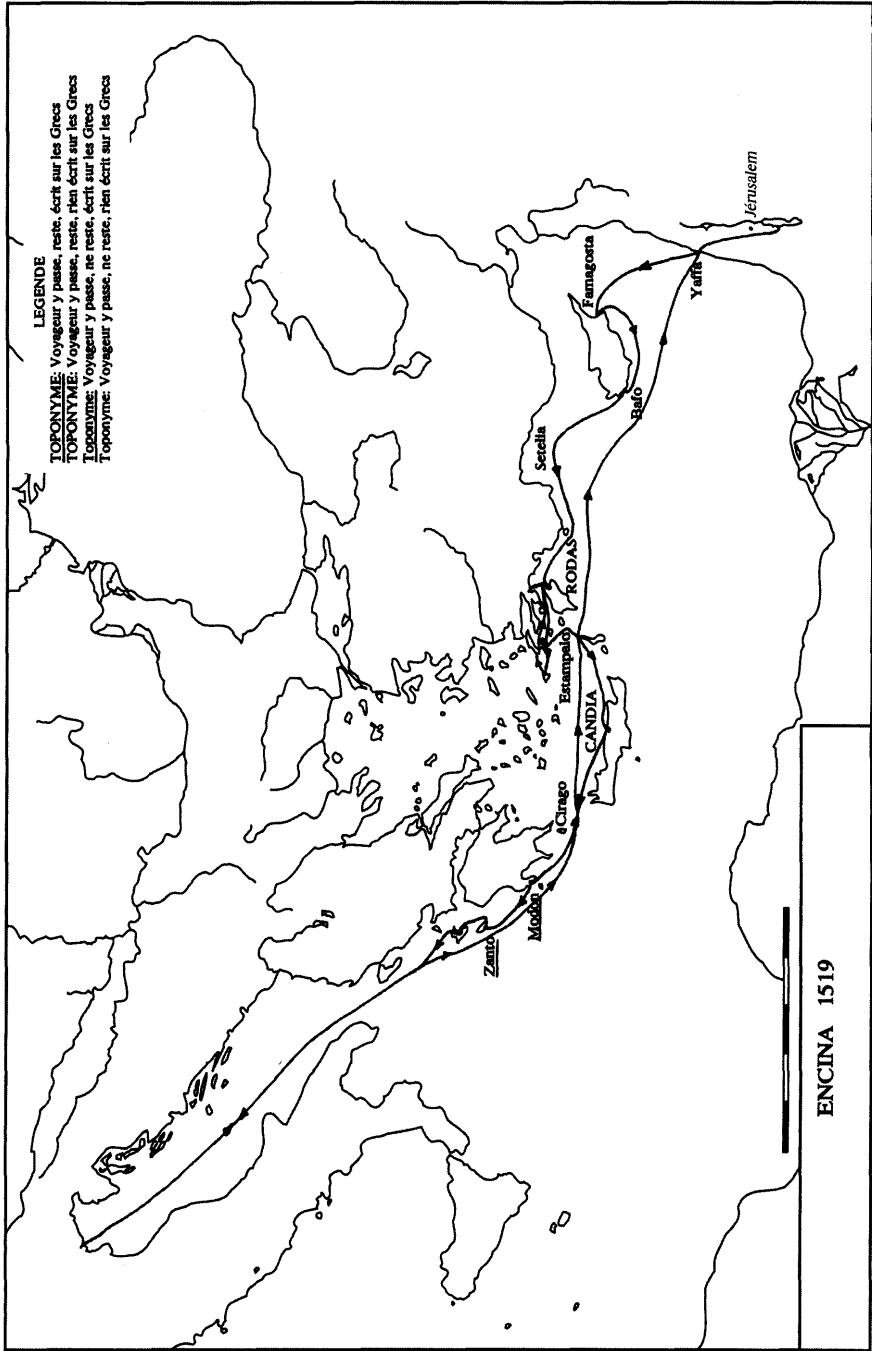 LEGENDE
TOPONYME: Voyageur y passe, reste, écrit sur les Grecs
TOPONYME: Voyageur y passe, reste, rien écrit sur les Grecs
Toponyme: Voyageur y passe, ne reste, écrit sur les Grecs
Toponyme: Voyageur y passe, ne reste, rien écrit sur les Grecs
Zanto
Modon
Cirago
CANDIA
Estampalo
RODAS
Setelia
Bafo
Famagosta
Yaffa
Jérusalem
ENCINA 1519